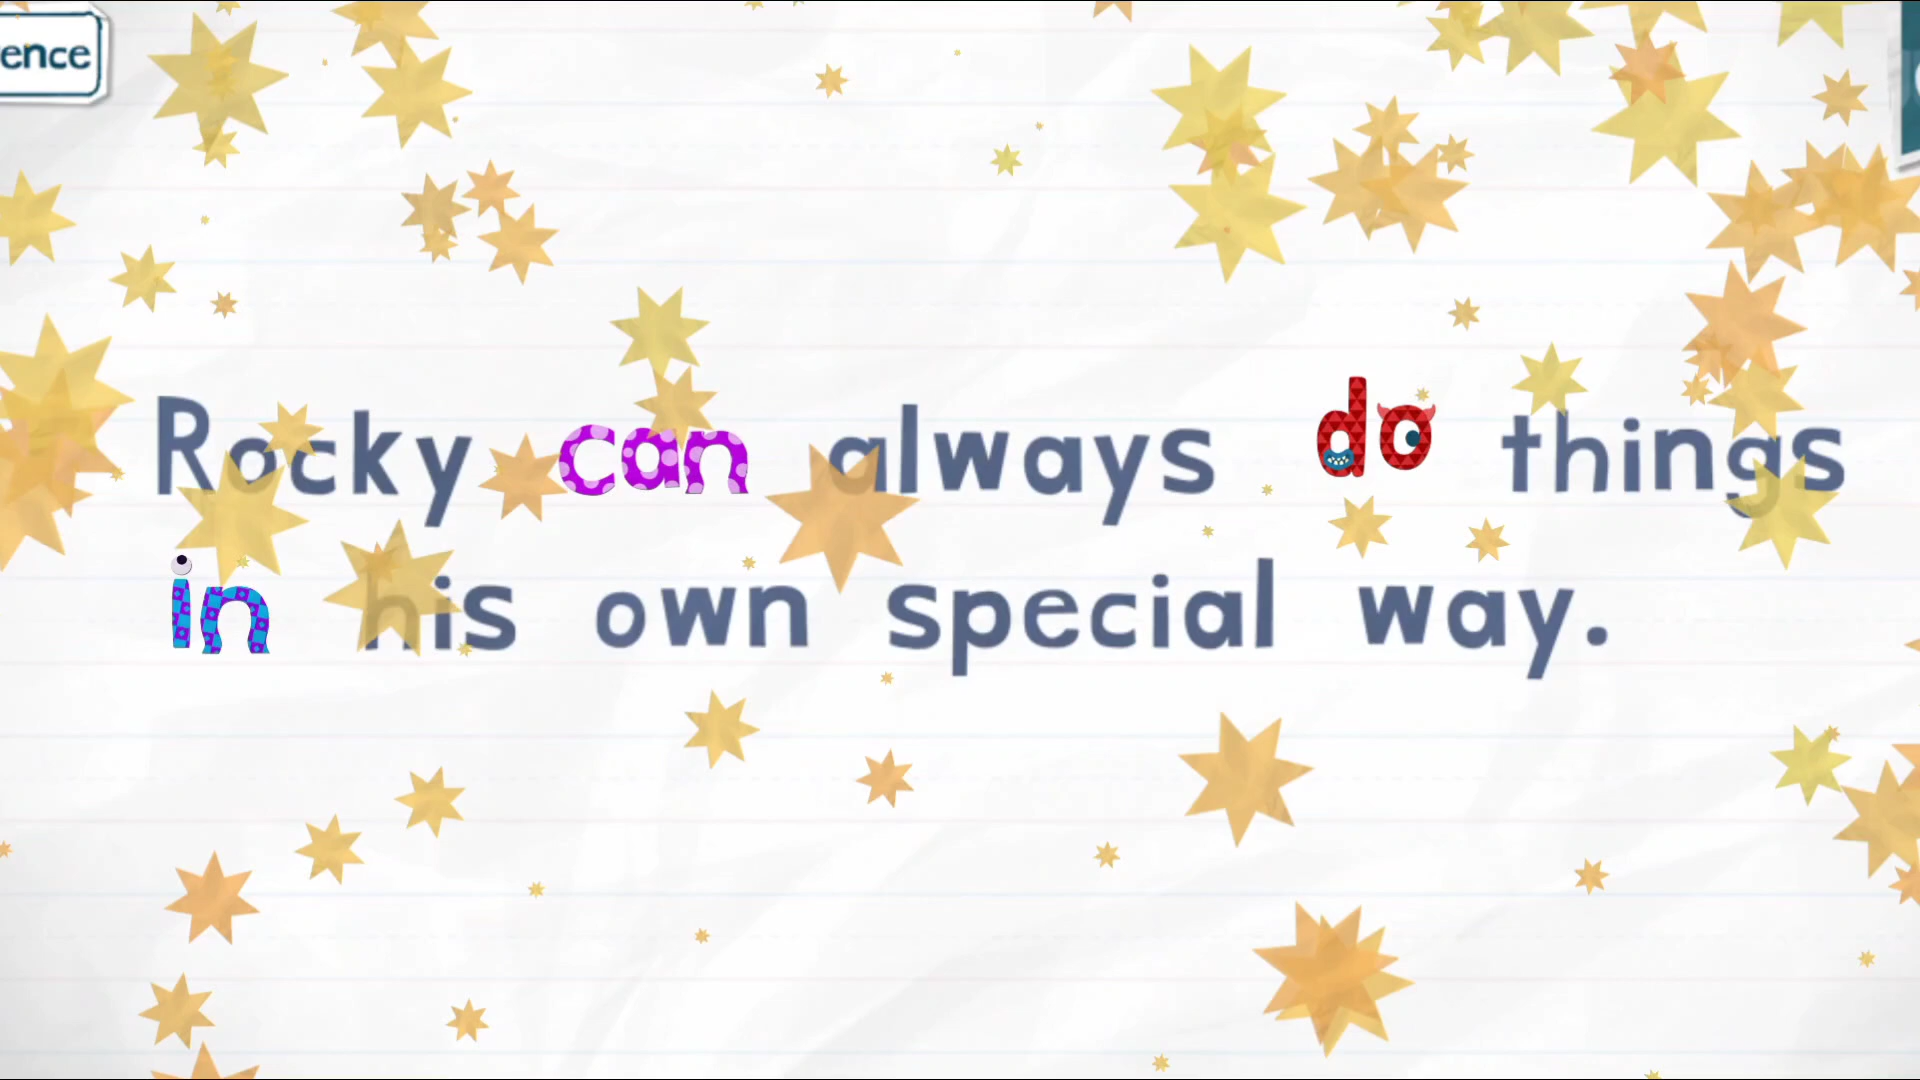 ence
Rocky can always do things
in his own special way.